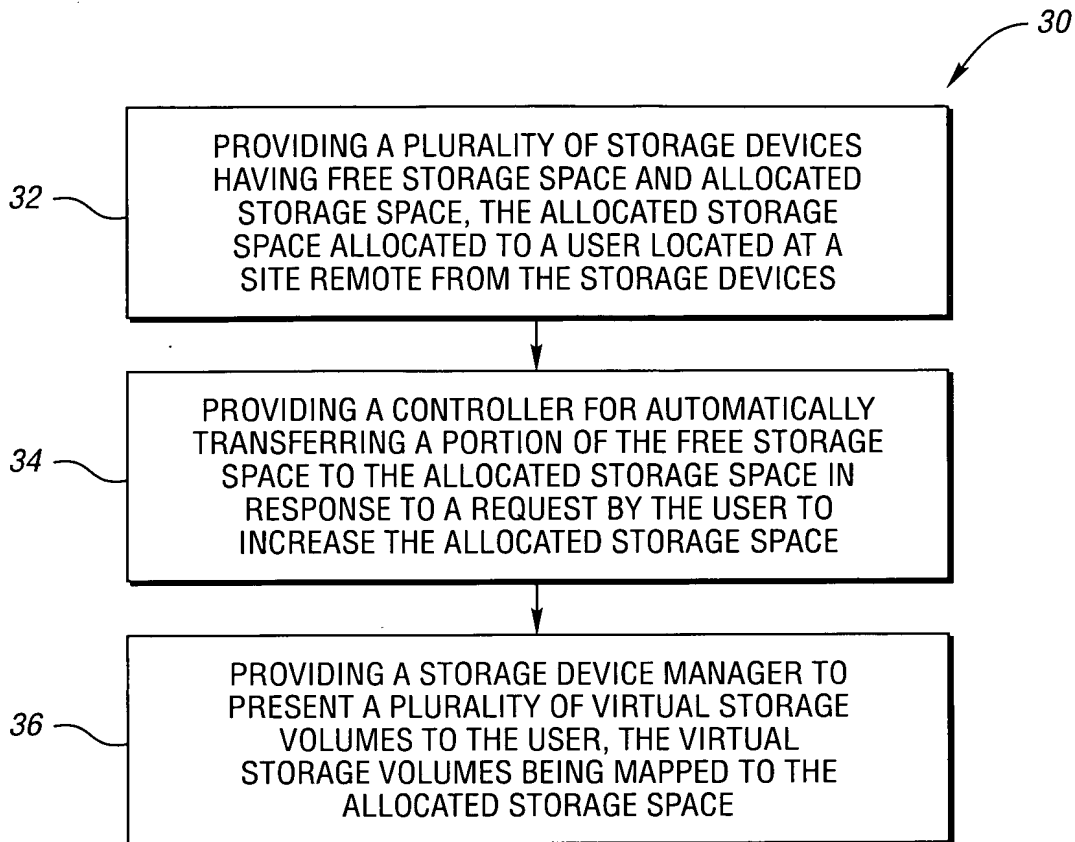 30
32
PROVIDING A PLURALITY OF STORAGE DEVICES
HAVING FREE STORAGE SPACE AND ALLOCATED
STORAGE SPACE, THE ALLOCATED STORAGE
SPACE ALLOCATED TO A USER LOCATED AT A
SITE REMOTE FROM THE STORAGE DEVICES
34
PROVIDING A CONTROLLER FOR AUTOMATICALLY
TRANSFERRING A PORTION OF THE FREE STORAGE
SPACE TO THE ALLOCATED STORAGE SPACE IN
RESPONSE TO A REQUEST BY THE USER TO
INCREASE THE ALLOCATED STORAGE SPACE
36
PROVIDING A STORAGE DEVICE MANAGER TO
PRESENT A PLURALITY OF VIRTUAL STORAGE
VOLUMES TO THE USER, THE VIRTUAL
STORAGE VOLUMES BEING MAPPED TO THE
ALLOCATED STORAGE SPACE